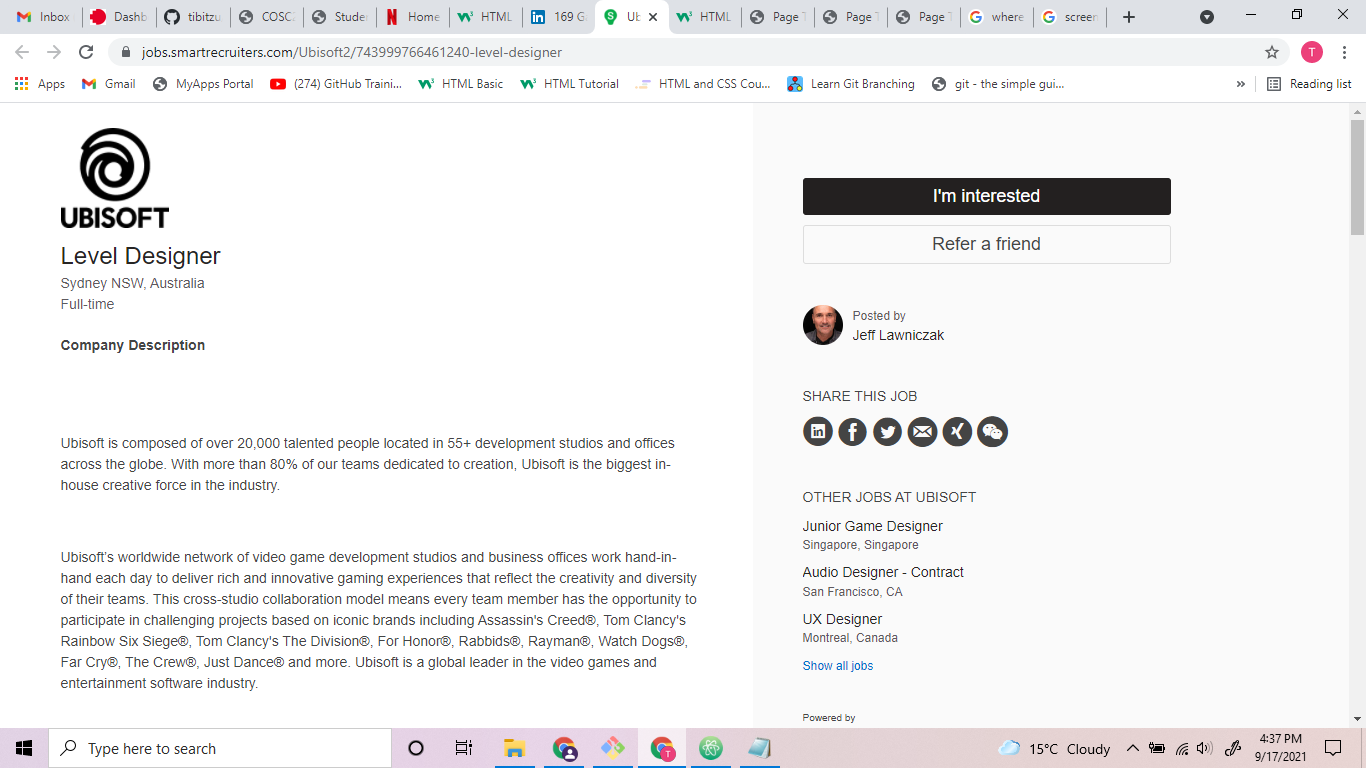 Inbox
Dashb
tibitzu
COSC
Studen
N Home
HTML
169 G
Ub
HTML
Page T
Page T
Page T
where
screen
jobs.smartrecruiters.com/Ubisoft2/743999766461240-level-designer
T
Apps
Gmail
MyApps Portal
(274) GitHub Traini...
HTML Basic
HTML Tutorial
HTML and CSS Cou...
Learn Git Branching
git - the simple gui...
»
Reading list
UBISOFT
Level Designer
Sydney NSW, Australia
Full-time
Company Description
Ubisoft is composed of over 20,000 talented people located in 55+ development studios and offices
across the globe. With more than 80% of our teams dedicated to creation, Ubisoft is the biggest in-
house creative force in the industry.
Ubisoft's worldwide network of video game development studios and business offices work hand-in-
hand each day to deliver rich and innovative gaming experiences that reflect the creativity and diversity
of their teams. This cross-studio collaboration model means every team member has the opportunity to
participate in challenging projects based on iconic brands including Assassin's Creed®, Tom Clancy's
Rainbow Six Siege®, Tom Clancy's The Division®, For Honor®, Rabbids®, Rayman®, Watch Dogs®,
Far Cry®, The Crew®, Just Dance® and more. Ubisoft is a global leader in the video games and
entertainment software industry.
I'm interested
Refer a friend
Posted by
Jeff Lawniczak
SHARE THIS JOB
OTHER JOBS AT UBISOFT
Junior Game Designer
Singapore, Singapore
Audio Designer - Contract
San Francisco, CA
UX Designer
Montreal, Canada
Show all jobs
Powered by
Type here to search
15°C Cloudy
4:37 PM
9/17/2021